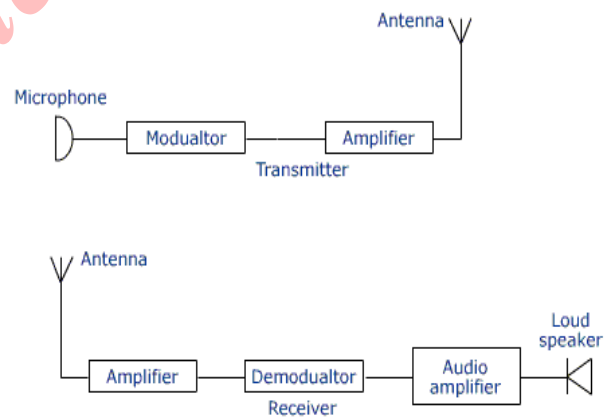 Antenna
Microphone
Modualtor
Amplifier
Transmitter
Antenna
Loud
speaker
Amplifier
Demodualtor
Audio
amplifier
Receiver